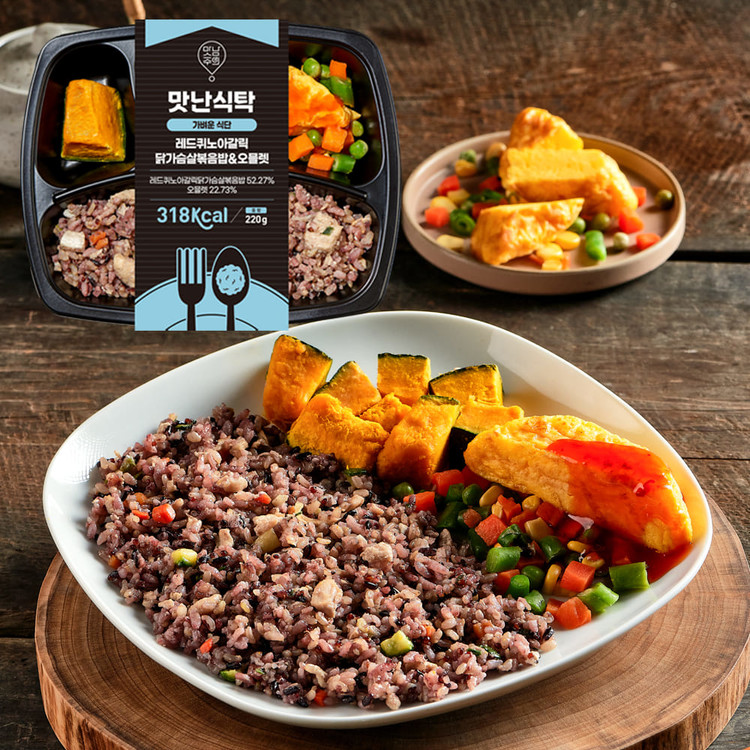 맛남
주의
맛난식탁
가벼운 식단
레드퀴노아갈릭
닭가슴살볶음밥&오믈렛
레드퀴노아갈릭닭가슴살볶음밥 52.27%
오믈렛 22.73%
318Kcal
220g